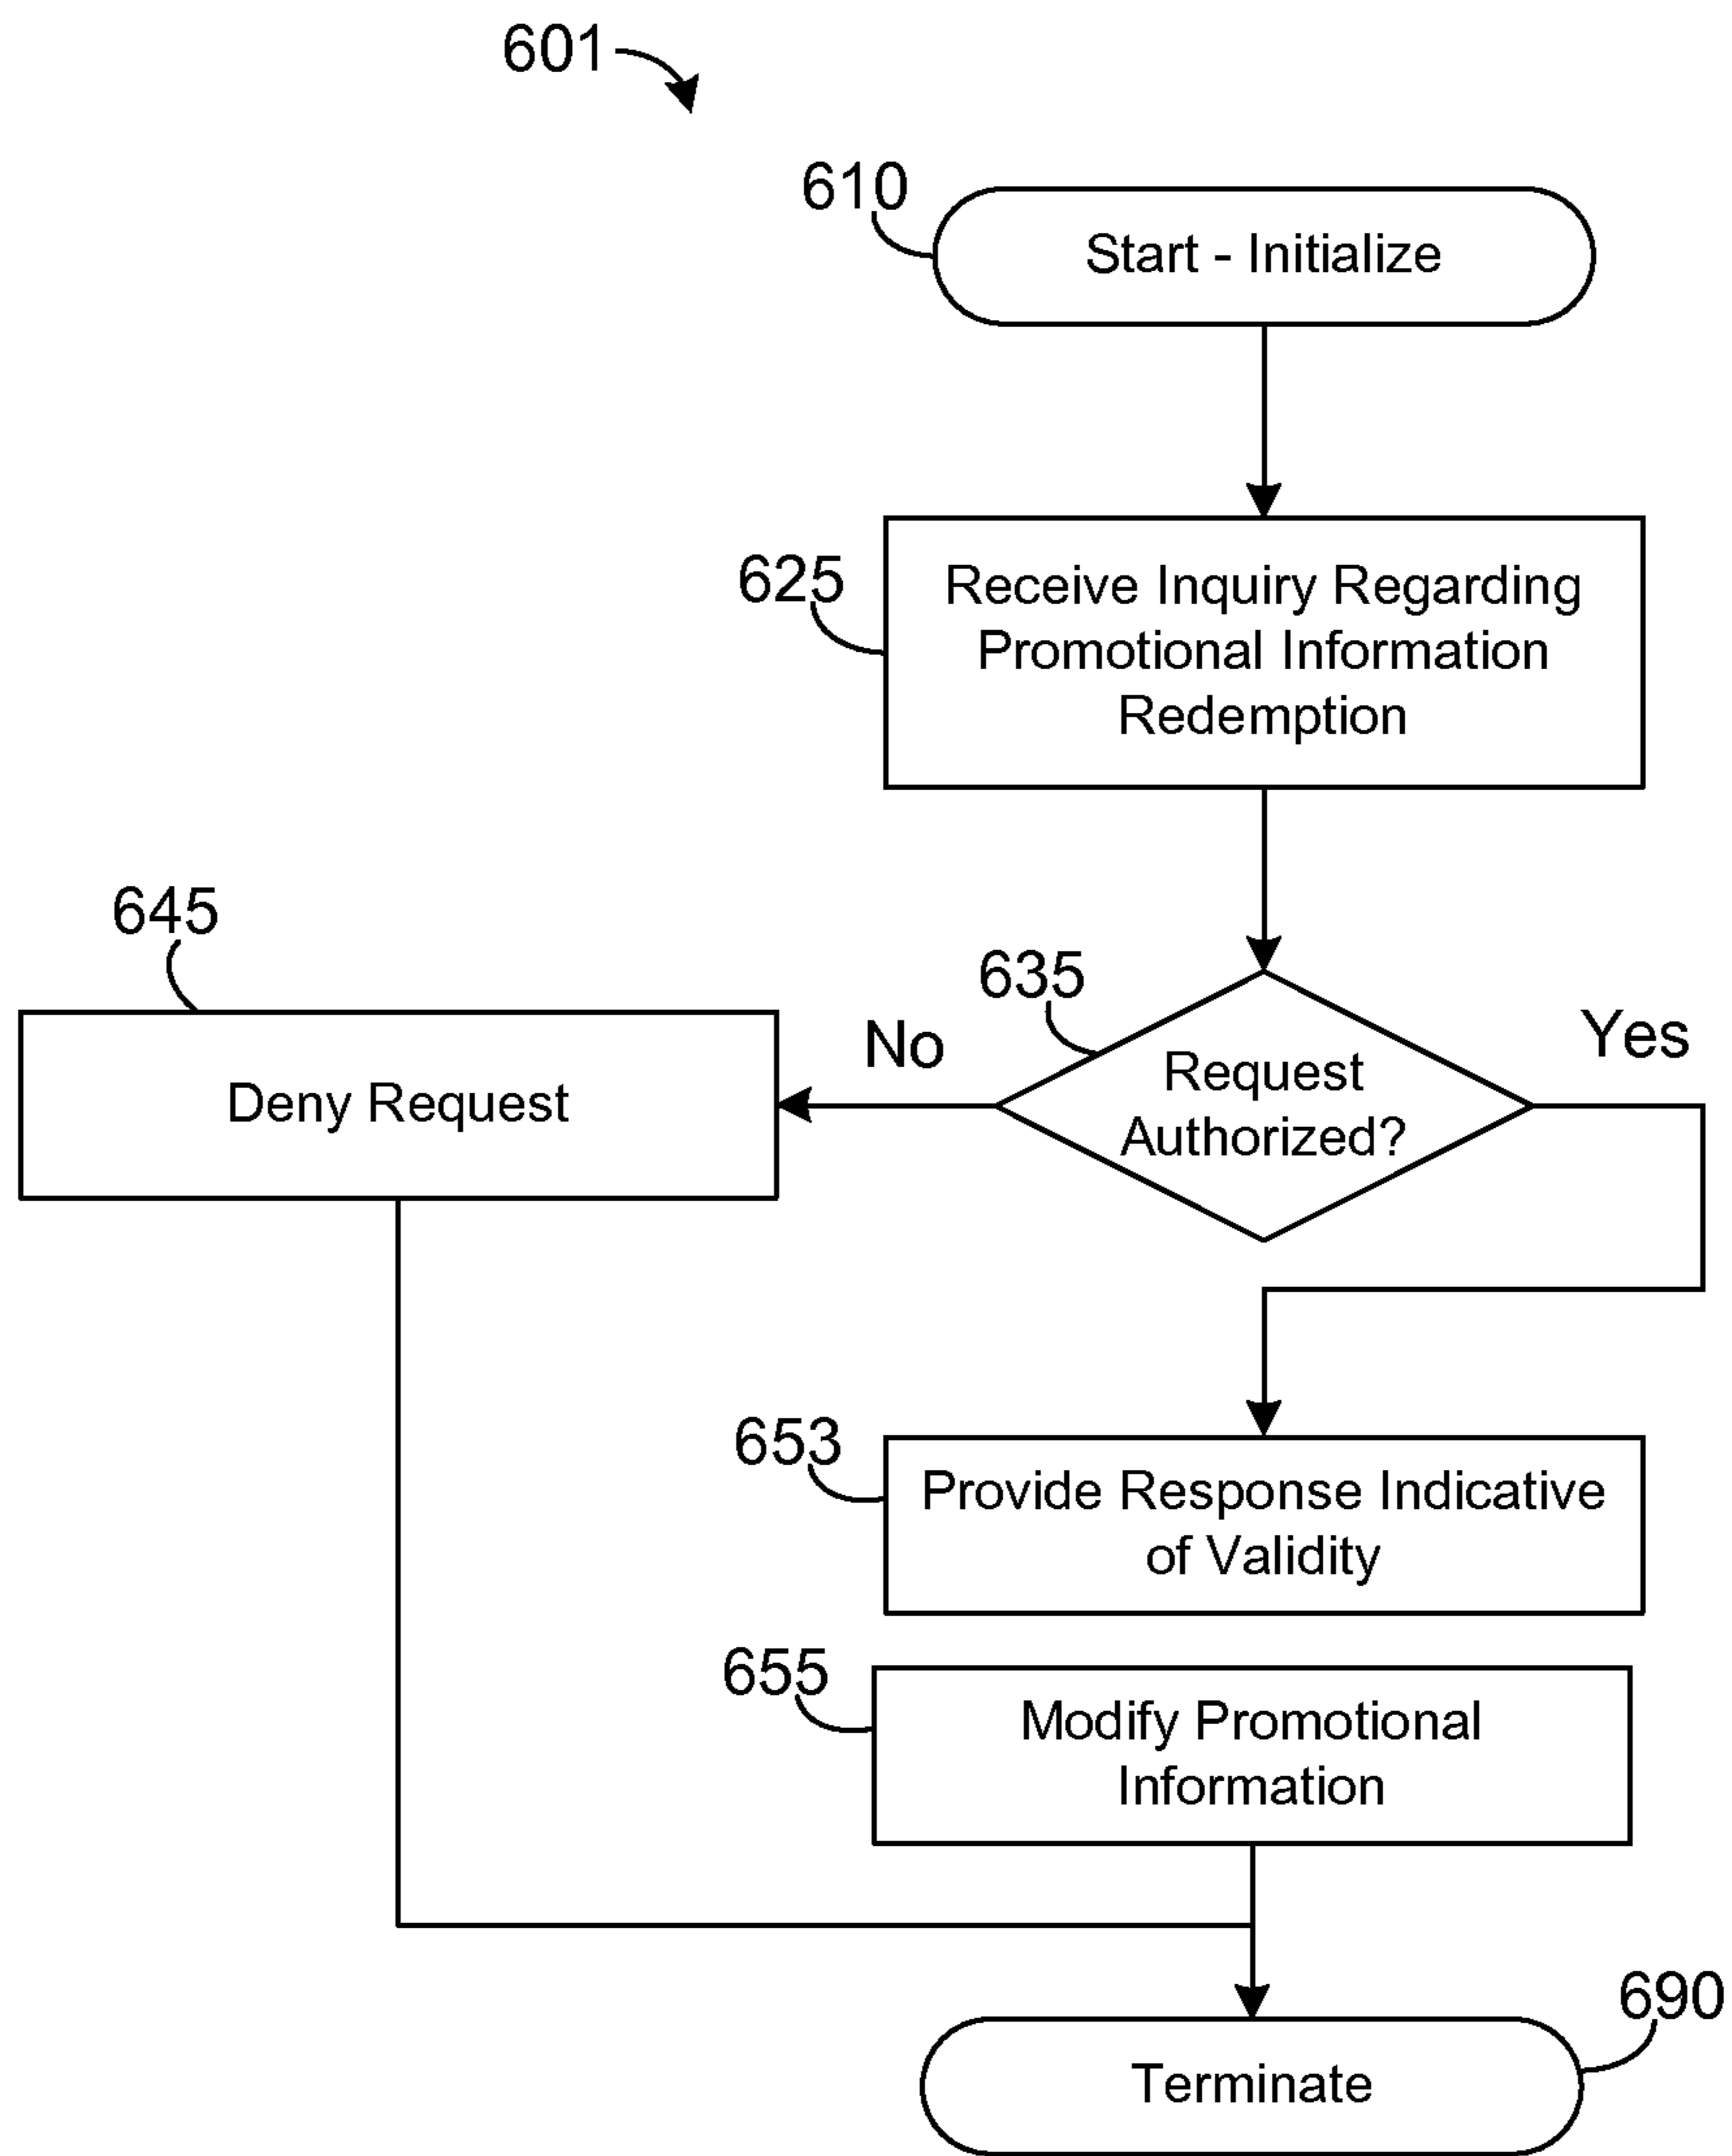 601
610
Start - Initialize
625
Receive Inquiry Regarding
Promotional Information
Redemption
645
Deny Request
No
635
Request
Authorized?
Yes
653
Provide Response Indicative
of Validity
655
Modify Promotional
Information
690
Terminate